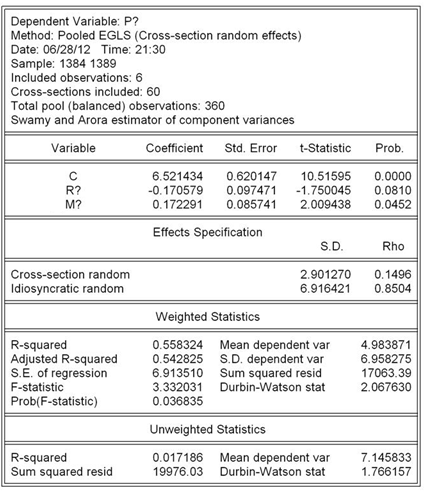 Dependent Variable: P?
Method: Pooled EGLS (Cross-section random effects)
Date: 06/28/12 Time: 21:30
Sample: 1384 1389
Included observations: 6
Cross-sections included: 60
Total pool (balanced) observations: 360
Swamy and Arora estimator of component variances
Variable Coefficient Std. Error t-Statistic Prob.
C 6.521434 0.620147 10.51595 0.0000
R? -0.170579 0.097471 -1.750045 0.0810
M? 0.172291 0.085741 2.009438 0.0452
Effects Specification
S.D. Rho
Cross-section random 2.901270 0.1496
Idiosyncratic random 6.916421 0.8504
Weighted Statistics
R-squared 0.558324 Mean dependent var 4.983871
Adjusted R-squared 0.542825 S.D. dependent var 6.958275
S.E. of regression 6.913510 Sum squared resid 17063.39
F-statistic 3.332031 Durbin-Watson stat 2.067630
Prob(F-statistic) 0.036835
Unweighted Statistics
R-squared 0.017186 Mean dependent var 7.145833
Sum squared resid 19976.03 Durbin-Watson stat 1.766157